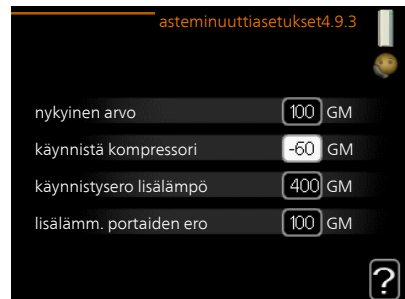 asteminuuttiasetukset4.9.3
nykyinen arvo 100 GM
käynnistä kompressori -60 GM
käynnistysero lisälämpö 400 GM
lisälämm. portaiden ero 100 GM
?